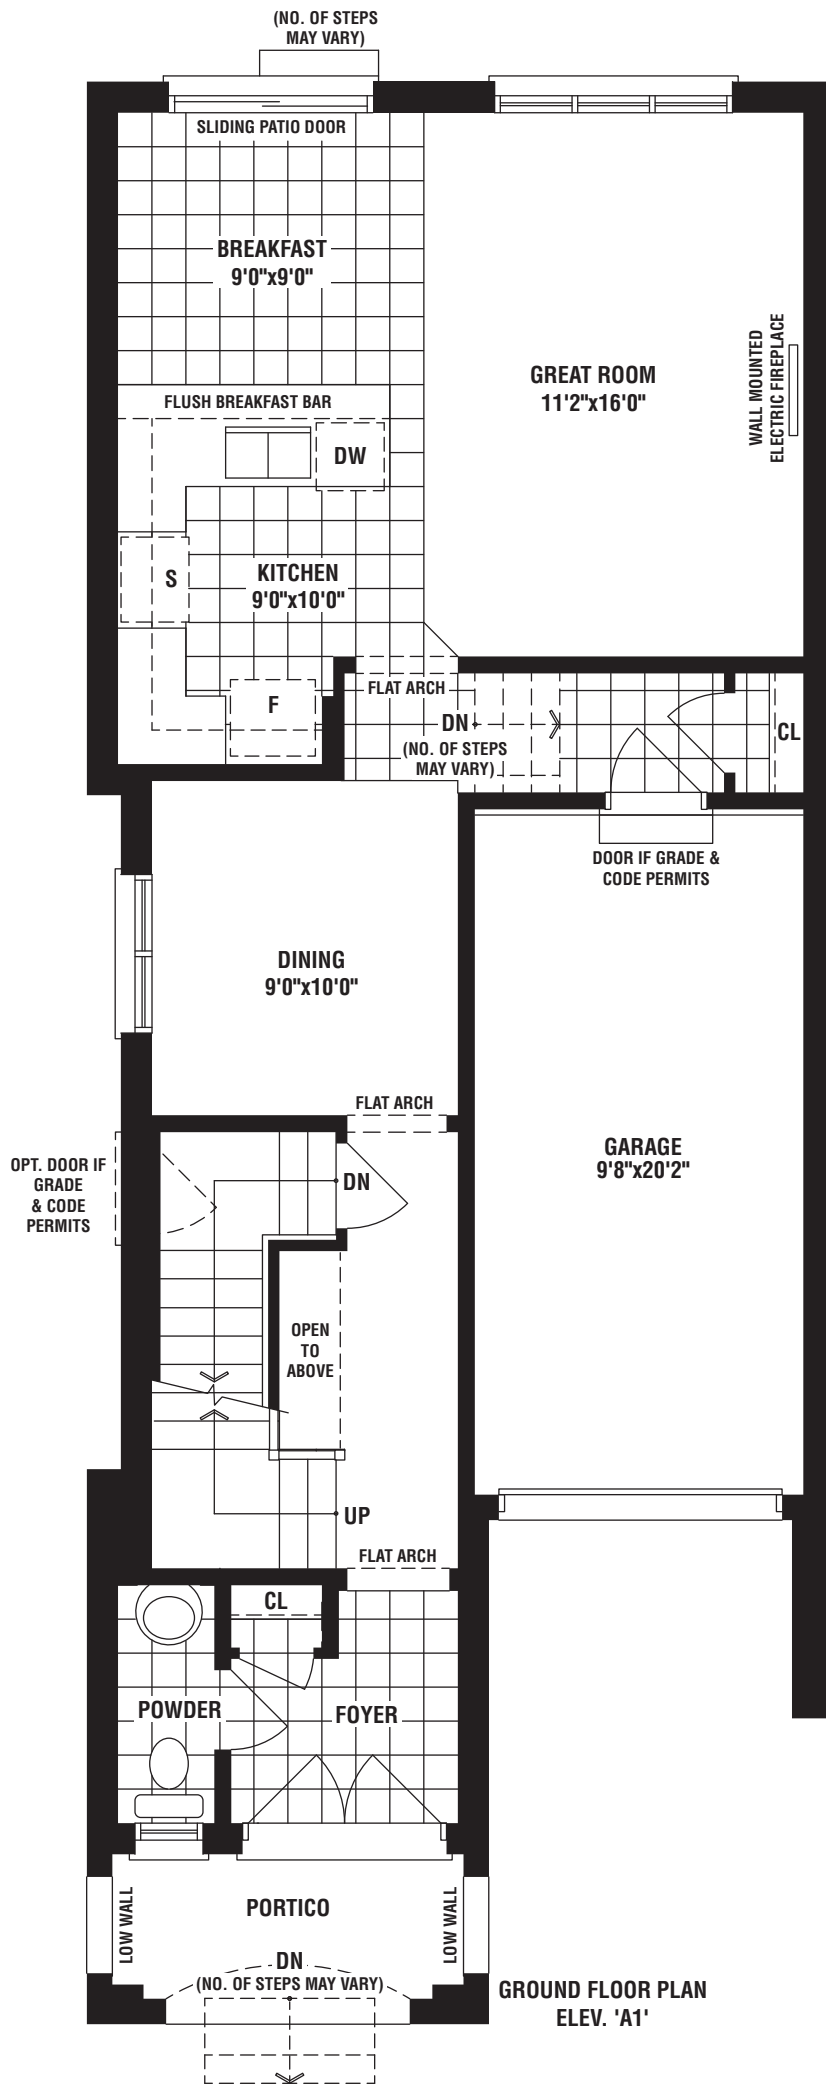 (NO. OF STEPS
MAY VARY)
SLIDING PATIO DOOR
BREAKFAST
9'0"x9'0"
GREAT ROOM
11'2"x16'0"
WALL MOUNTED
ELECTRIC FIREPLACE
FLUSH BREAKFAST BAR
DW
S
KITCHEN
9'0"x10'0"
F
FLAT ARCH
DN
(NO. OF STEPS
MAY VARY)
CL
DOOR IF GRADE &
CODE PERMITS
DINING
9'0"x10'0"
FLAT ARCH
GARAGE
9'8"x20'2"
OPT. DOOR IF
GRADE
& CODE
PERMITS
DN
OPEN
TO
ABOVE
UP
FLAT ARCH
CL
POWDER
FOYER
PORTICO
LOW WALL
LOW WALL
DN
(NO. OF STEPS MAY VARY)
GROUND FLOOR PLAN
ELEV. 'A1'